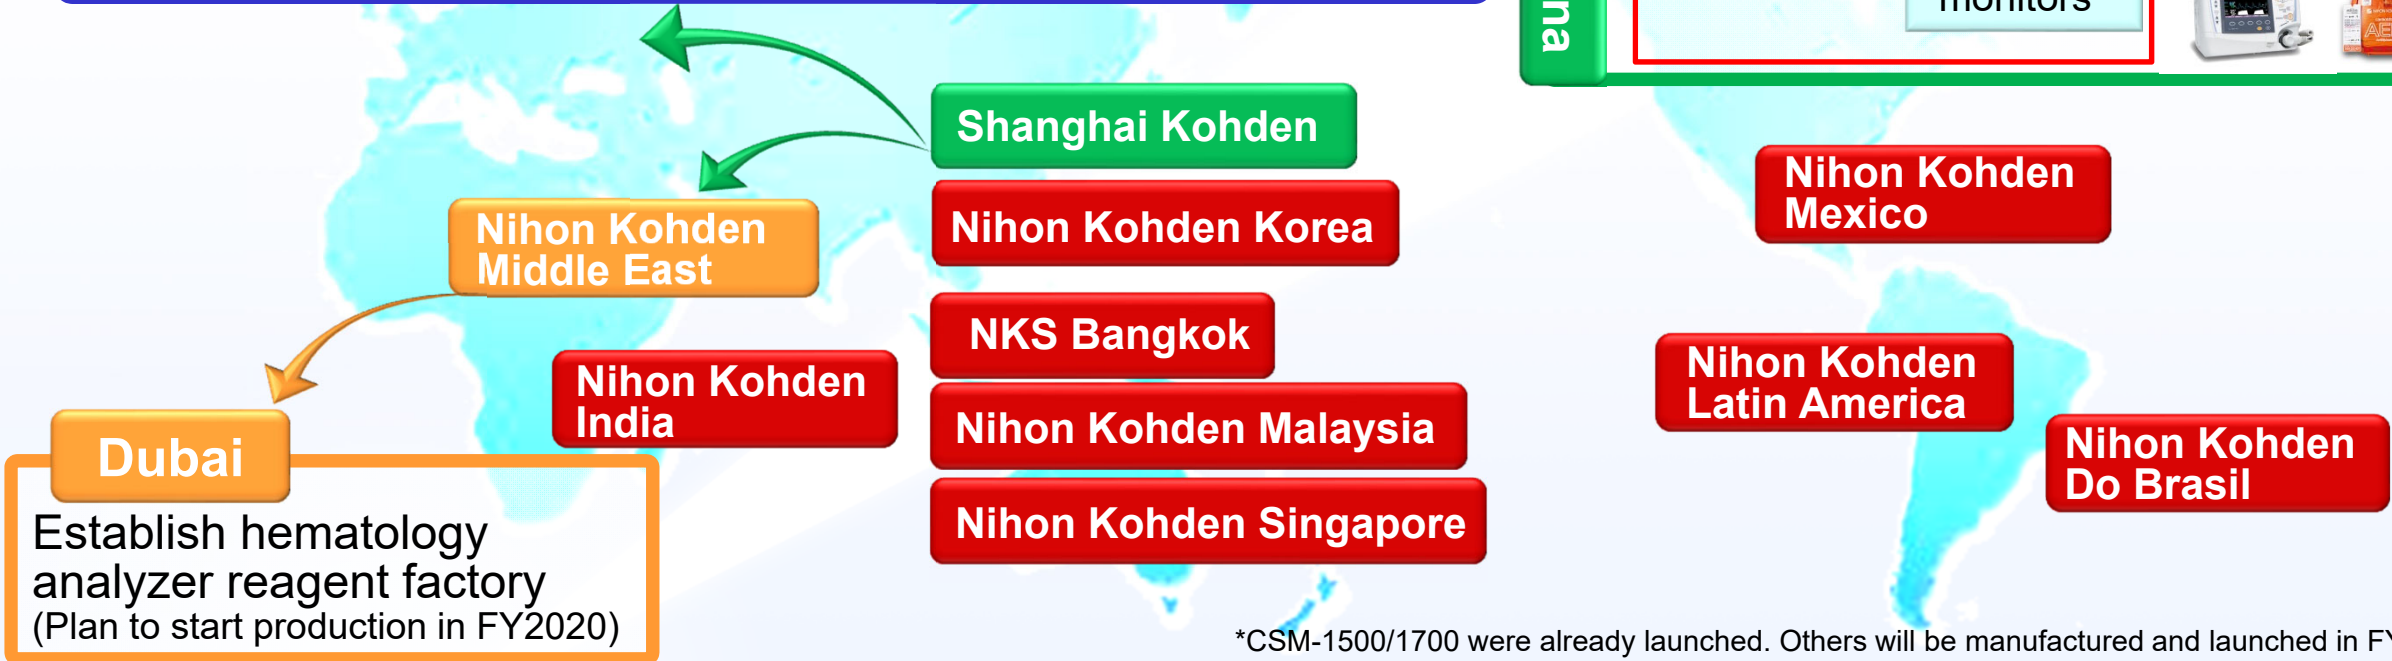 monitors
Shanghai Kohden
Nihon Kohden
Middle East
Nihon Kohden Korea
NKS Bangkok
Nihon Kohden
India
Nihon Kohden Malaysia
Nihon Kohden Singapore
Nihon Kohden
Mexico
Nihon Kohden
Latin America
Nihon Kohden
Do Brasil
Dubai
Establish hematology
analyzer reagent factory
(Plan to start production in FY2020)
*CSM-1500/1700 were already launched. Others will be manufactured and launched in FY